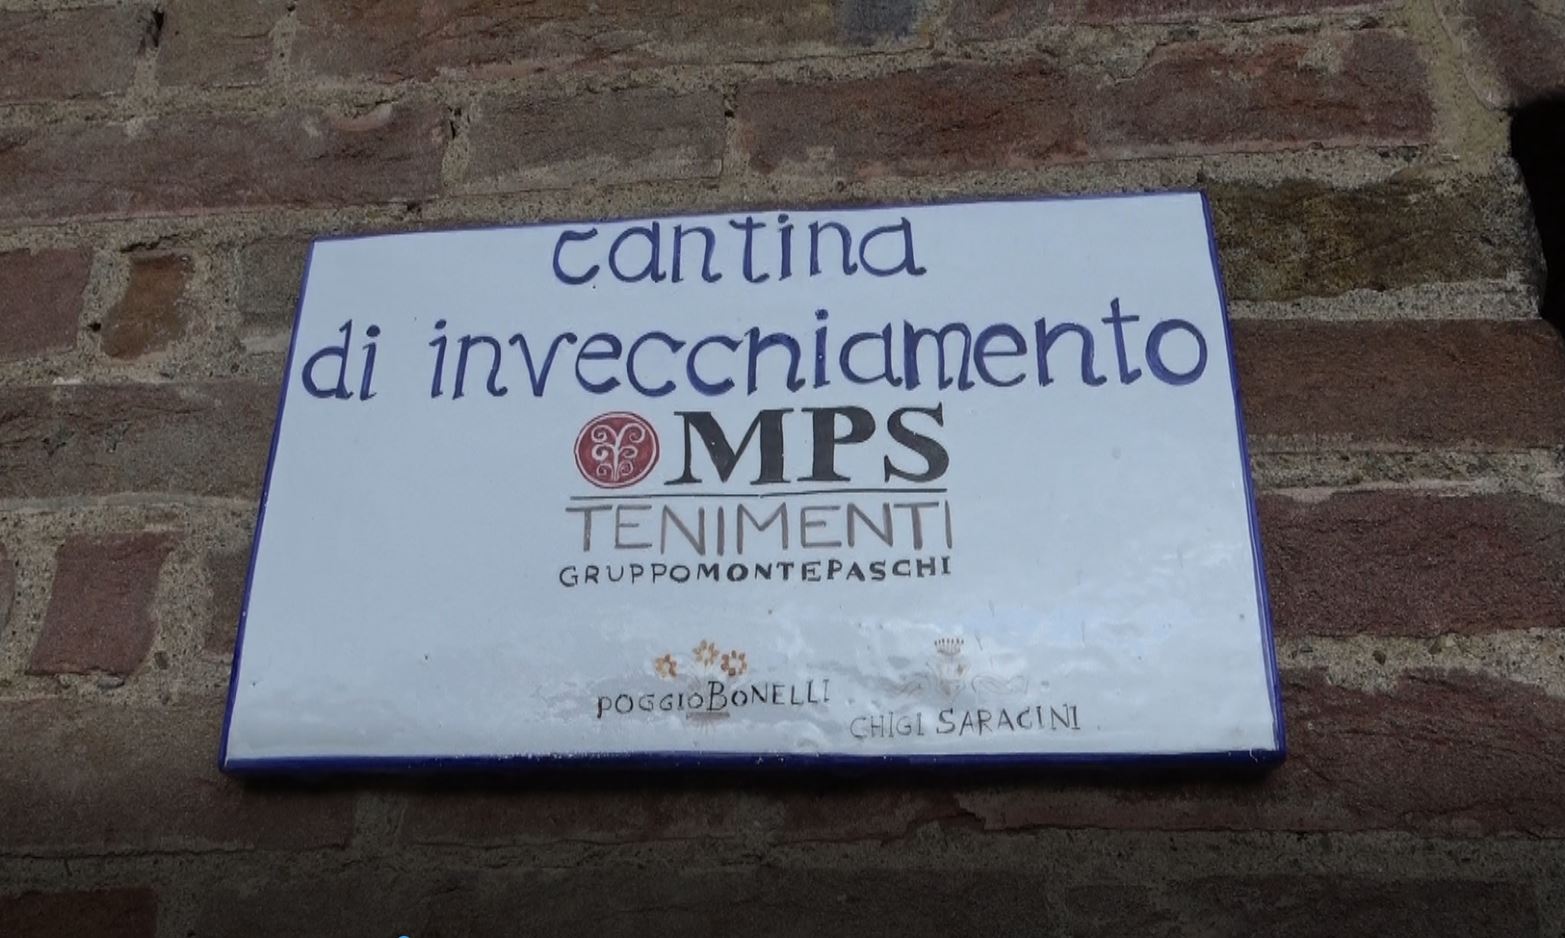 cantina
di invecchiamento
MPS
TENIMENTI
GRUPPOMONTEPASCHI
POGGIOBONELLI
CHIGI SARACINI